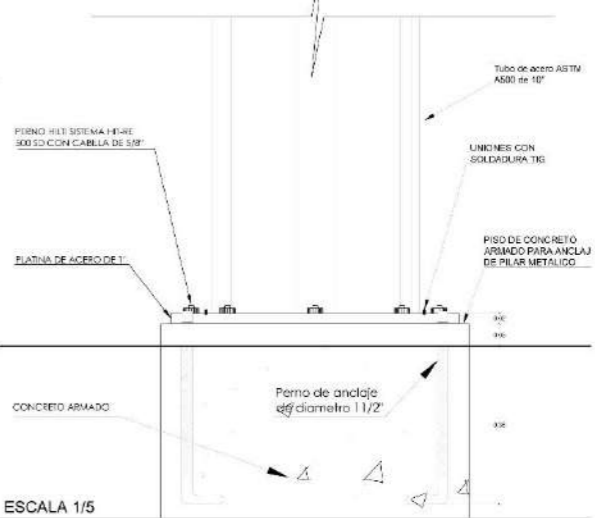 Tubo de acero ASTM
A500 de 10"
PERNO HILTI SISTEMA HIT-RE
500 SD CON CABILLA DE 5/8"
UNIONES CON
SOLDADURA TIG
PISO DE CONCRETO
ARMADO PARA ANCLAJ
DE PILAR METALICO
PLATINA DE ACERO DE 1"
Perno de anclaje
de diametro 11/2"
CONCRETO ARMADO
ESCALA 1/5